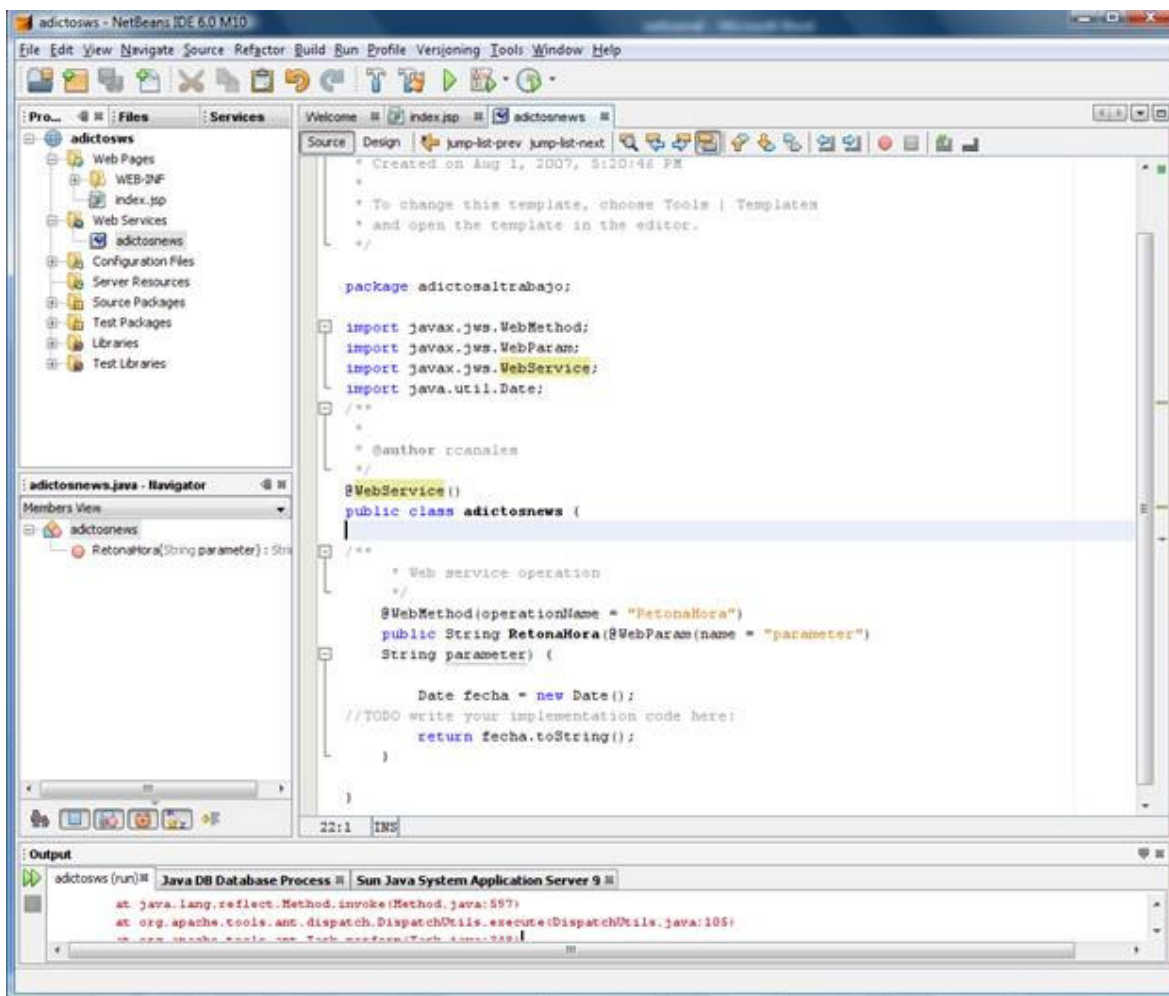 adictosws - NetBeans IDE 6.0 M10
File Edit View Navigate Source Refactor Build Run Profile Versioning Tools Window Help
Pro... Files Services
adictosws
Web Pages
WEB-INF
index.jsp
Web Services
adictosnews
Configuration Files
Server Resources
Source Packages
Test Packages
Libraries
Test Libraries
adictosnews.java - Navigator
Members View
adictosnews
RetonaHora(String parameter) : Stri
Welcome index.jsp adictosnews
Source Design jump-list-prev jump-list-next
* Created on Aug 1, 2007, 5:20:46 PM
*
* To change this template, choose Tools | Templates
* and open the template in the editor.
*/
package adictosaltrabajo;
import javax.jws.WebMethod;
import javax.jws.WebParam;
import javax.jws.WebService;
import java.util.Date;
/**
*
* @author rcanales
*/
@WebService()
public class adictosnews {
/**
* Web service operation
*/
@WebMethod(operationName = "RetonaHora")
public String RetonaHora(@WebParam(name = "parameter")
String parameter) {
Date fecha = new Date();
//TODO write your implementation code here:
return fecha.toString();
}
}
22:1 INS
Output
adictosws (run) Java DB Database Process Sun Java System Application Server 9
at java.lang.reflect.Method.invoke(Method.java:597)
at org.apache.tools.ant.dispatch.DispatchUtils.execute(DispatchUtils.java:105)